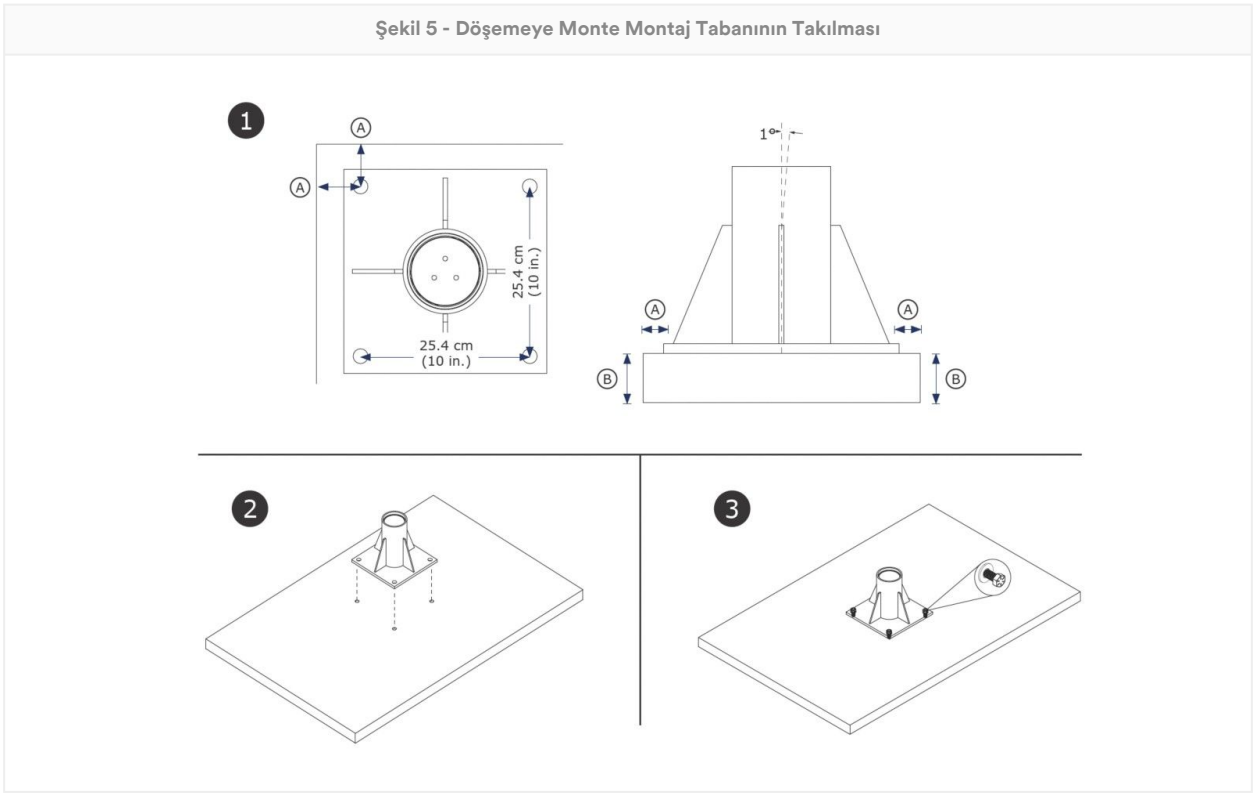 Şekil 5 - Döşemeye Monte Montaj Tabanının Takılması
1
A
A
25.4 cm
(10 in.)
25.4 cm
(10 in.)
1°
A
A
B
B
2
3